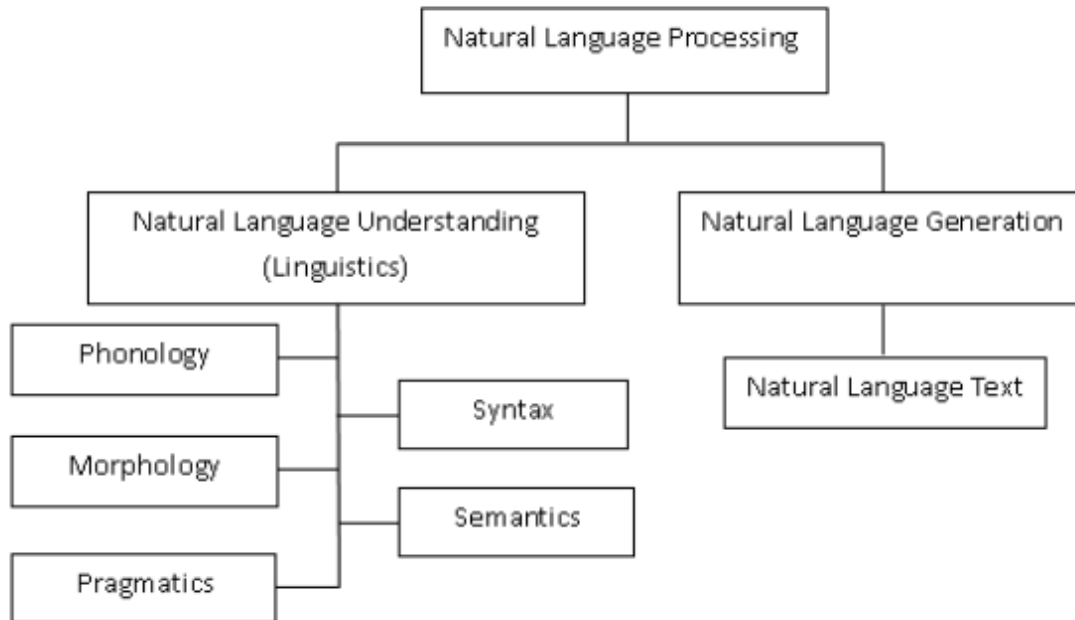 Natural Language Processing
Natural Language Understanding
(Linguistics)
Natural Language Generation
Phonology
Syntax
Natural Language Text
Morphology
Semantics
Pragmatics